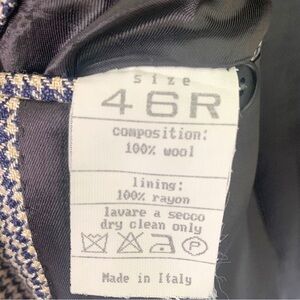 size
46R
composition:
100% wool
lining:
100% rayon
lavare a secco
dry clean only
P
Made in Italy